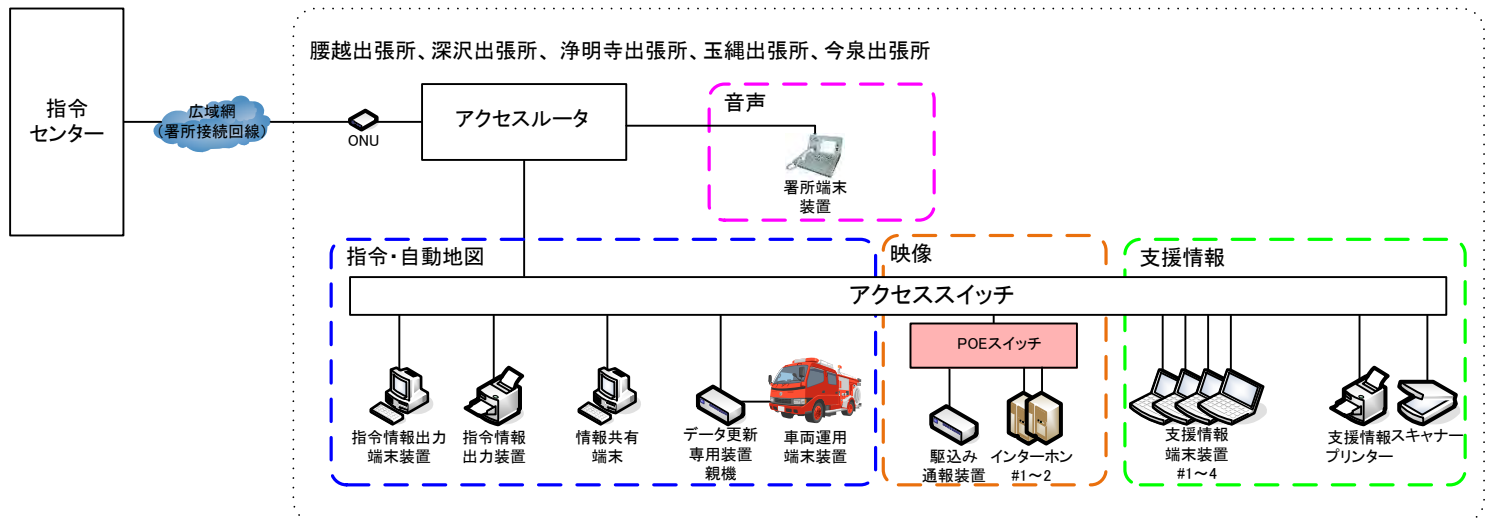 指令
センター
広域網
(署所接続回線)
ONU
腰越出張所、深沢出張所、浄明寺出張所、玉縄出張所、今泉出張所
アクセスルータ
音声
署所端末
装置
指令・自動地図
映像
支援情報
アクセススイッチ
POEスイッチ
指令情報出力
端末装置
指令情報
出力装置
情報共有
端末
データ更新
専用装置
親機
車両運用
端末装置
駆込み
通報装置
インターホン
#1～2
支援情報
端末装置
#1～4
支援情報
プリンター
スキャナー